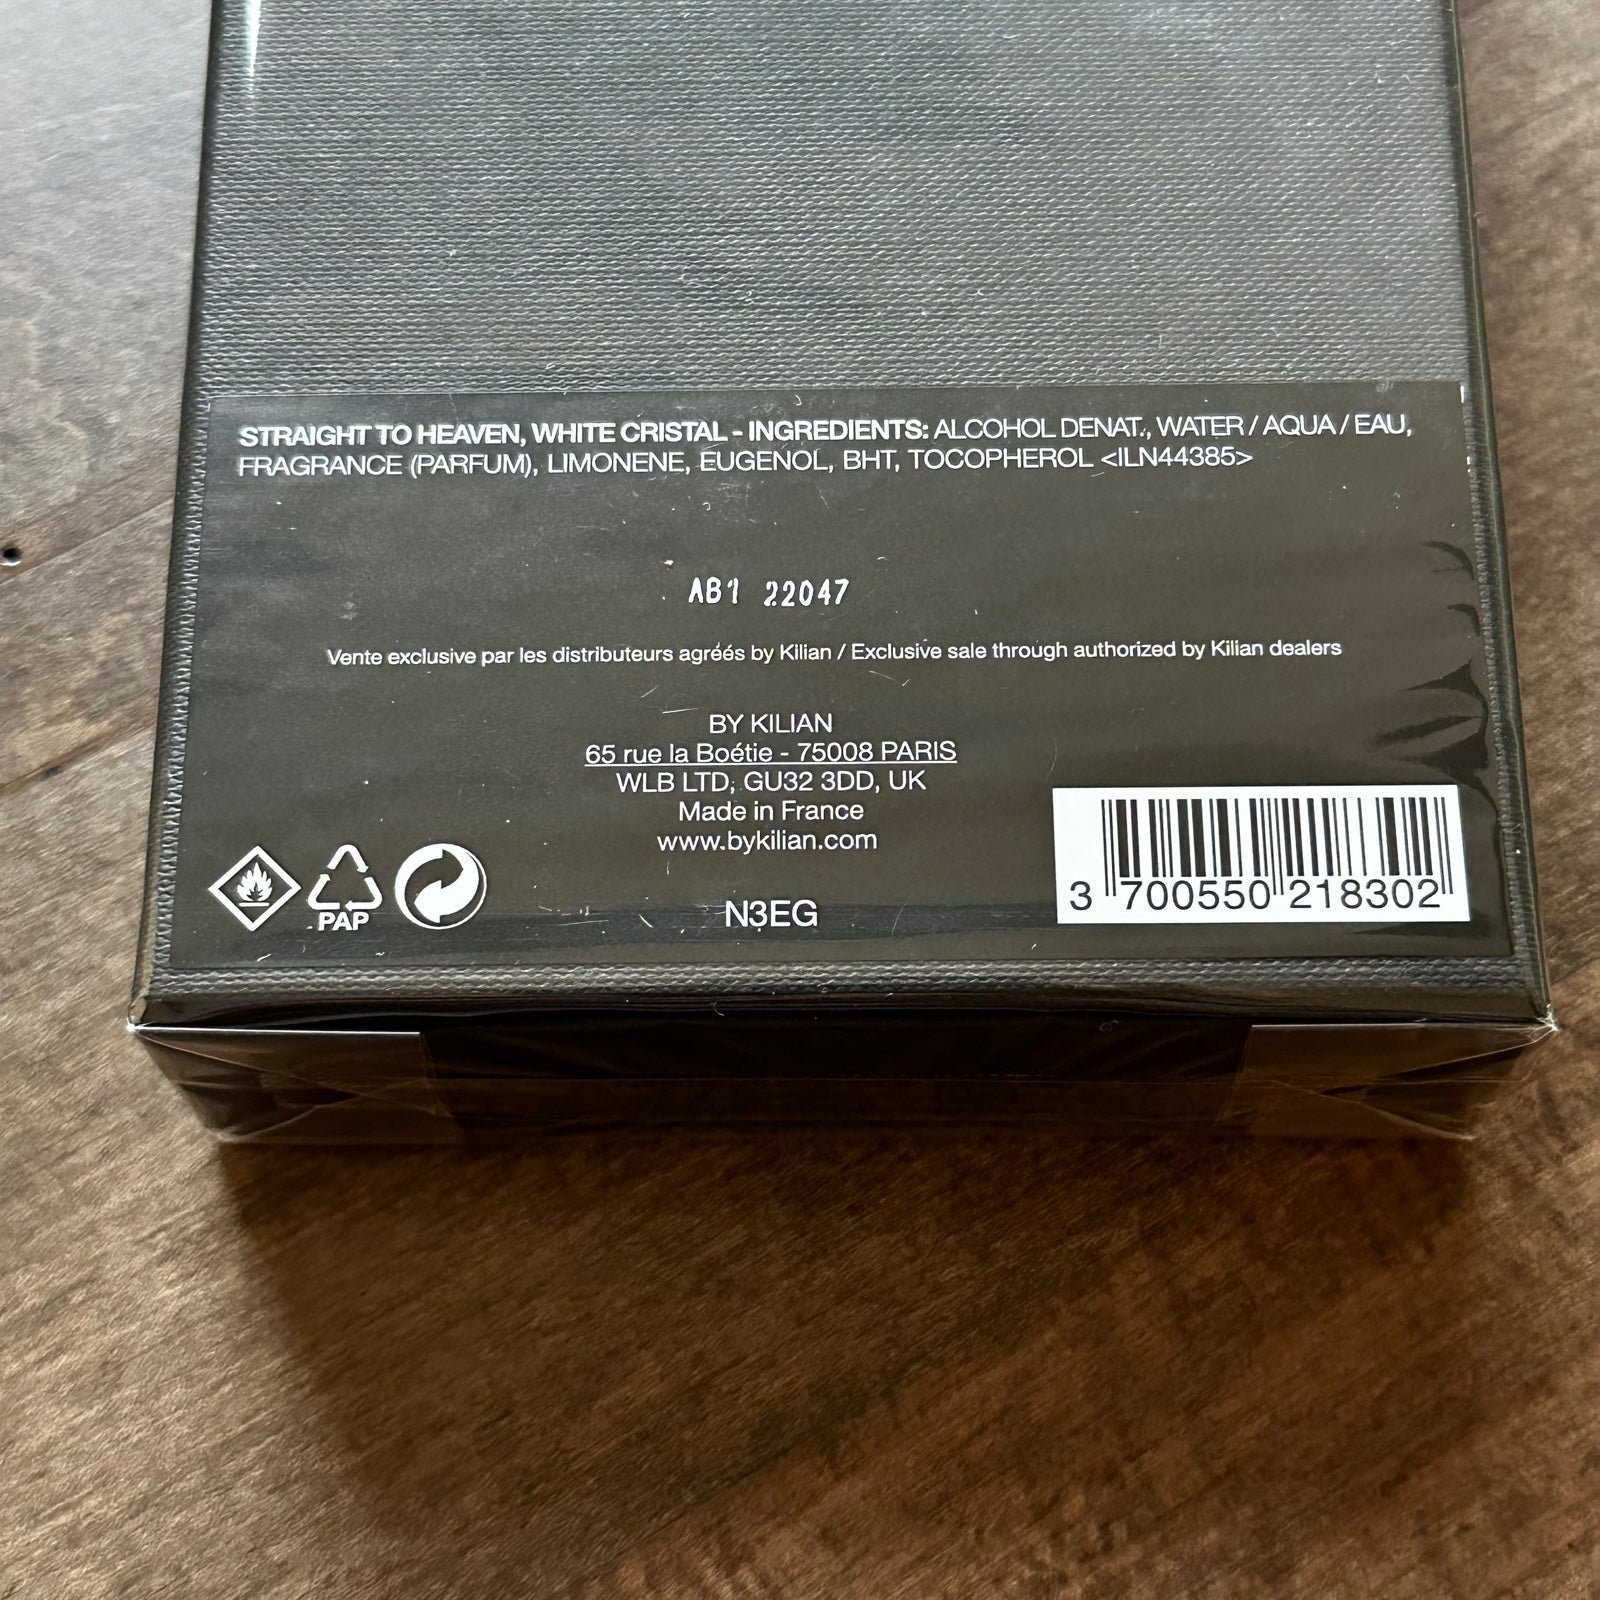 STRAIGHT TO HEAVEN, WHITE CRISTAL - INGREDIENTS: ALCOHOL DENAT., WATER / AQUA / EAU,
FRAGRANCE (PARFUM), LIMONENE, EUGENOL, BHT, TOCOPHEROL <ILN44385>
AB1 22047
Vente exclusive par les distributeurs agréés by Kilian / Exclusive sale through authorized by Kilian dealers
BY KILIAN
65 rue la Boétie - 75008 PARIS
WLB LTD, GU32 3DD, UK
Made in France
www.bykilian.com
PAP
N3EG
3 700550 218302